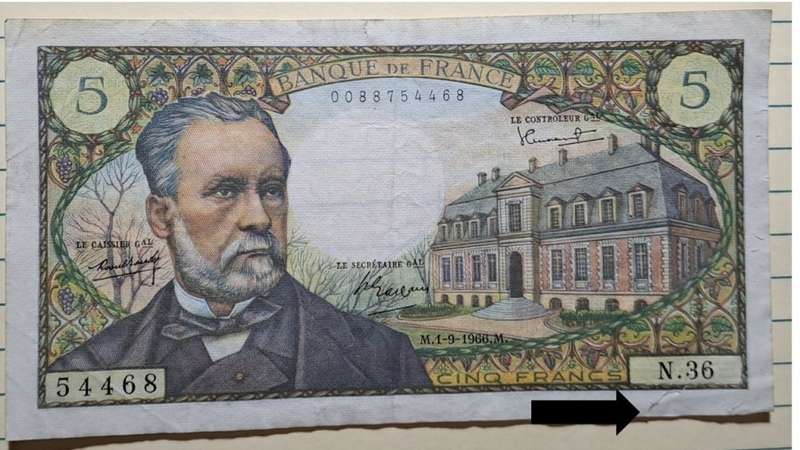 5
BANQUE DE FRANCE
5
0088754468
LE CONTROLEUR GAL
LE CAISSIER GAL
LE SECRÉTAIRE GAL
M.1-9-1966.M.
54468
CINQ FRANCS
N.36